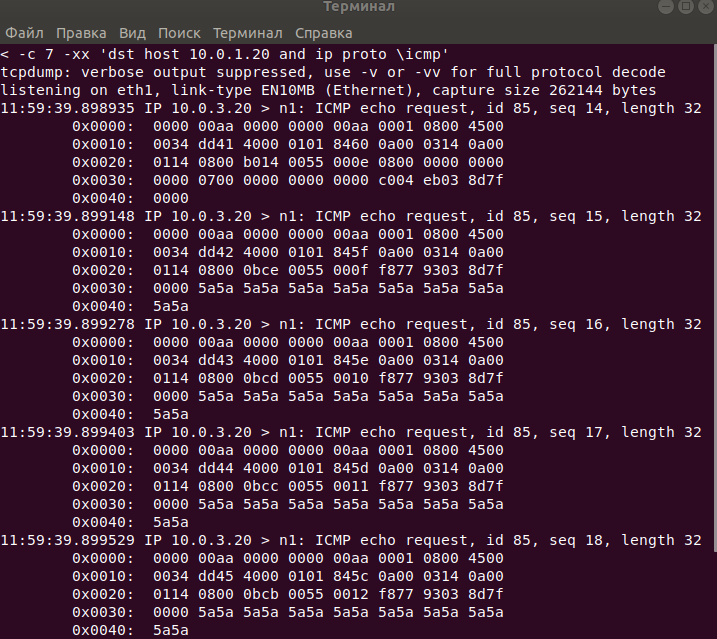 Терминал
Файл Правка Вид Поиск Терминал Справка
< -c 7 -xx 'dst host 10.0.1.20 and ip proto \icmp'
tcpdump: verbose output suppressed, use -v or -vv for full protocol decode
listening on eth1, link-type EN10MB (Ethernet), capture size 262144 bytes
11:59:39.898935 IP 10.0.3.20 > n1: ICMP echo request, id 85, seq 14, length 32
0x0000: 0000 00aa 0000 0000 00aa 0001 0800 4500
0x0010: 0034 dd41 4000 0101 8460 0a00 0314 0a00
0x0020: 0114 0800 b014 0055 000e 0800 0000 0000
0x0030: 0000 0700 0000 0000 0000 c004 eb03 8d7f
0x0040: 0000
11:59:39.899148 IP 10.0.3.20 > n1: ICMP echo request, id 85, seq 15, length 32
0x0000: 0000 00aa 0000 0000 00aa 0001 0800 4500
0x0010: 0034 dd42 4000 0101 845f 0a00 0314 0a00
0x0020: 0114 0800 0bce 0055 000f f877 9303 8d7f
0x0030: 0000 5a5a 5a5a 5a5a 5a5a 5a5a 5a5a 5a5a
0x0040: 5a5a
11:59:39.899278 IP 10.0.3.20 > n1: ICMP echo request, id 85, seq 16, length 32
0x0000: 0000 00aa 0000 0000 00aa 0001 0800 4500
0x0010: 0034 dd43 4000 0101 845e 0a00 0314 0a00
0x0020: 0114 0800 0bcd 0055 0010 f877 9303 8d7f
0x0030: 0000 5a5a 5a5a 5a5a 5a5a 5a5a 5a5a 5a5a
0x0040: 5a5a
11:59:39.899403 IP 10.0.3.20 > n1: ICMP echo request, id 85, seq 17, length 32
0x0000: 0000 00aa 0000 0000 00aa 0001 0800 4500
0x0010: 0034 dd44 4000 0101 845d 0a00 0314 0a00
0x0020: 0114 0800 0bcc 0055 0011 f877 9303 8d7f
0x0030: 0000 5a5a 5a5a 5a5a 5a5a 5a5a 5a5a 5a5a
0x0040: 5a5a
11:59:39.899529 IP 10.0.3.20 > n1: ICMP echo request, id 85, seq 18, length 32
0x0000: 0000 00aa 0000 0000 00aa 0001 0800 4500
0x0010: 0034 dd45 4000 0101 845c 0a00 0314 0a00
0x0020: 0114 0800 0bcb 0055 0012 f877 9303 8d7f
0x0030: 0000 5a5a 5a5a 5a5a 5a5a 5a5a 5a5a 5a5a
0x0040: 5a5a